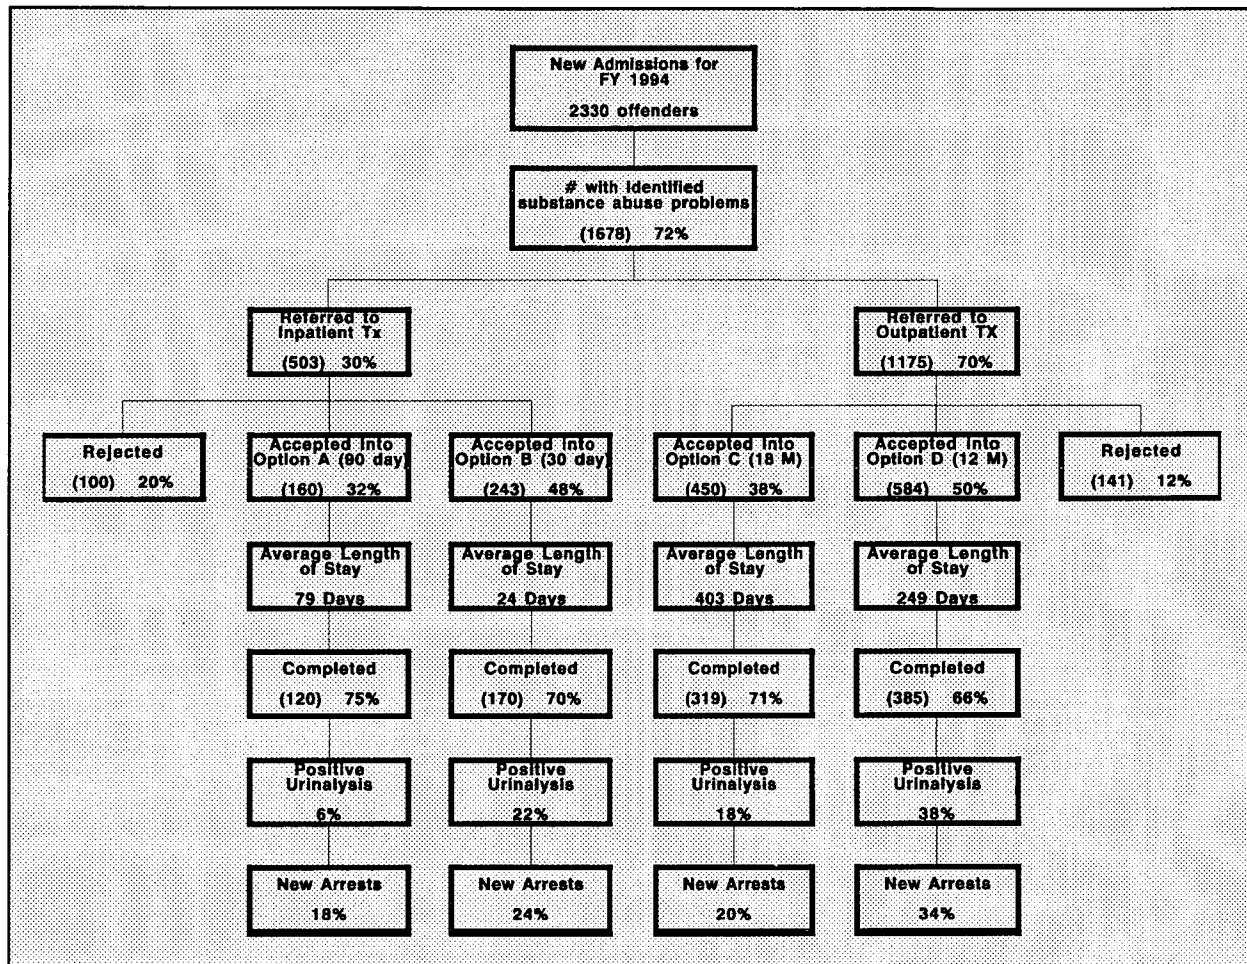 New Admissions for
FY 1994
2330 offenders
# with Identified
substance abuse problems
(1678) 72%
Referred to
Inpatient Tx
(503) 30%
Referred to
Outpatient TX
(1175) 70%
Rejected
(100) 20%
Accepted Into
Option A (90 day)
(160) 32%
Accepted Into
Option B (30 day)
(243) 48%
Accepted Into
Option C (18 M)
(450) 38%
Accepted Into
Option D (12 M)
(584) 50%
Rejected
(141) 12%
Average Length
of Stay
79 Days
Average Length
of Stay
24 Days
Average Length
of Stay
403 Days
Average Length
of Stay
249 Days
Completed
(120) 75%
Completed
(170) 70%
Completed
(319) 71%
Completed
(385) 66%
Positive
Urinalysis
6%
Positive
Urinalysis
22%
Positive
Urinalysis
18%
Positive
Urinalysis
38%
New Arrests
18%
New Arrests
24%
New Arrests
20%
New Arrests
34%